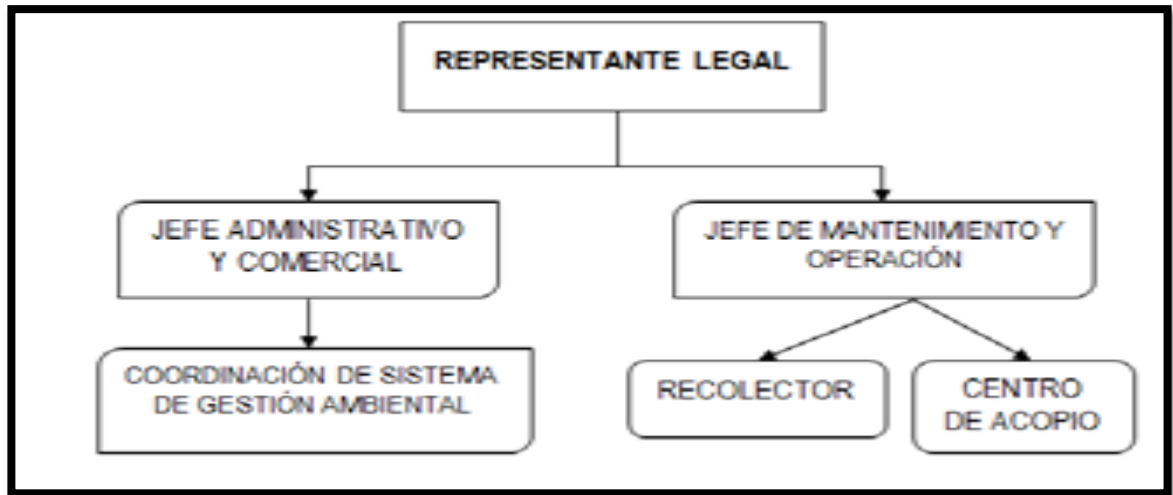 REPRESENTANTE LEGAL
JEFE ADMINISTRATIVO
Y COMERCIAL
JEFE DE MANTENIMIENTO Y
OPERACIÓN
COORDINACIÓN DE SISTEMA
DE GESTIÓN AMBIENTAL
RECOLECTOR
CENTRO
DE ACOPIO